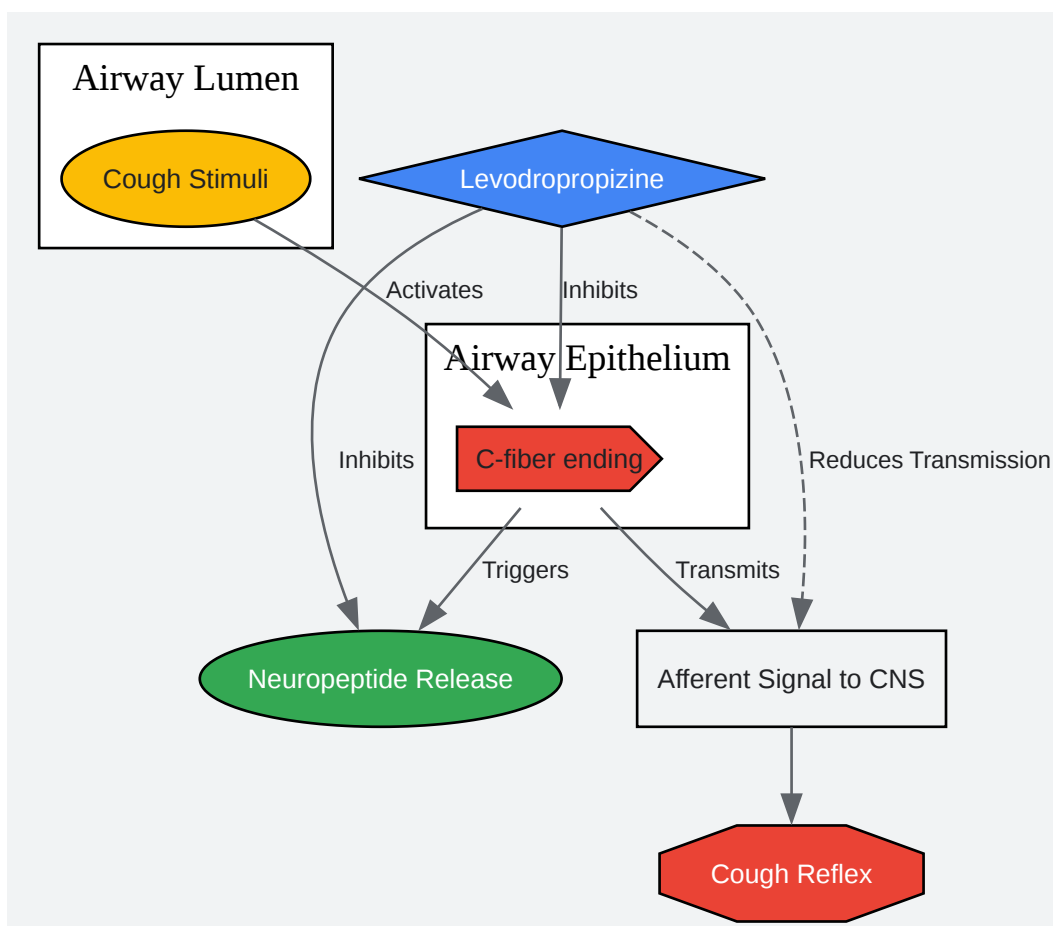 Airway Lumen
Cough Stimuli
Levodropropizine
Activates
Inhibits
Airway Epithelium
C-fiber ending
Inhibits
Reduces Transmission
Triggers
Transmits
Neuropeptide Release
Afferent Signal to CNS
Cough Reflex